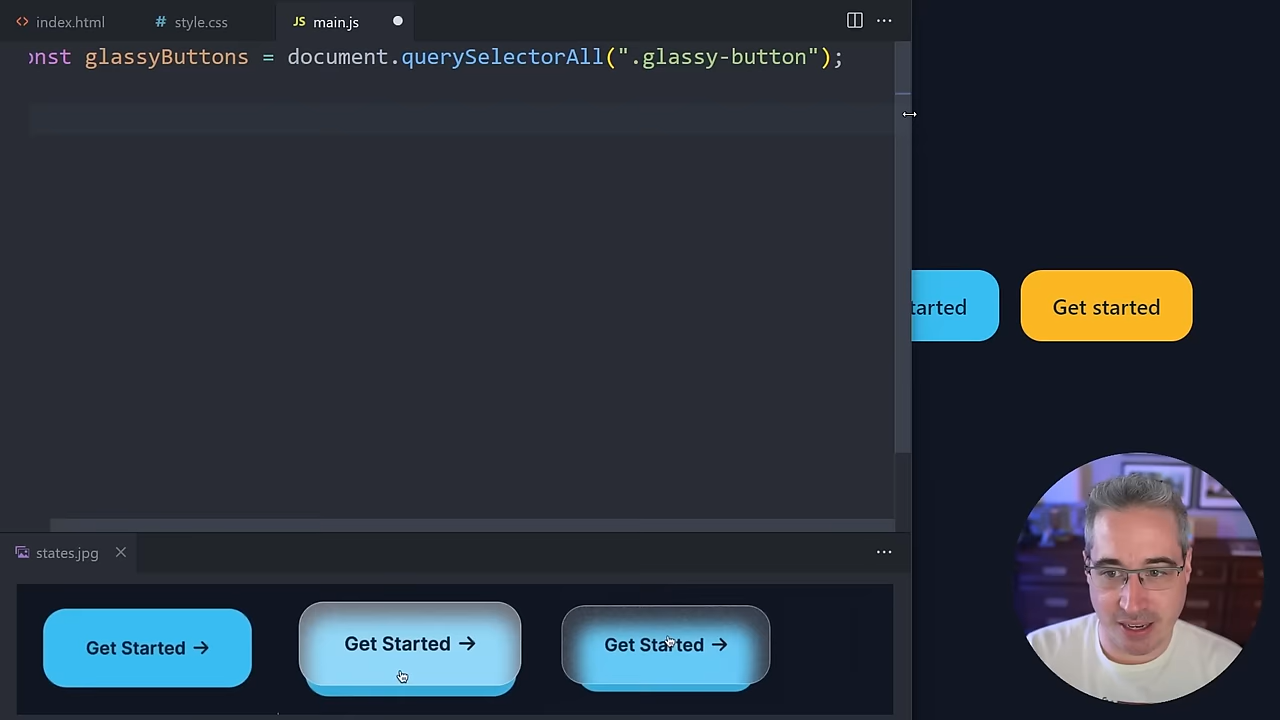 index.html
style.css
JS main.js
onst glassyButtons = document.querySelectorAll(".glassy-button");
tarted
Get started
states.jpg
Get Started →
Get Started →
Get Started →